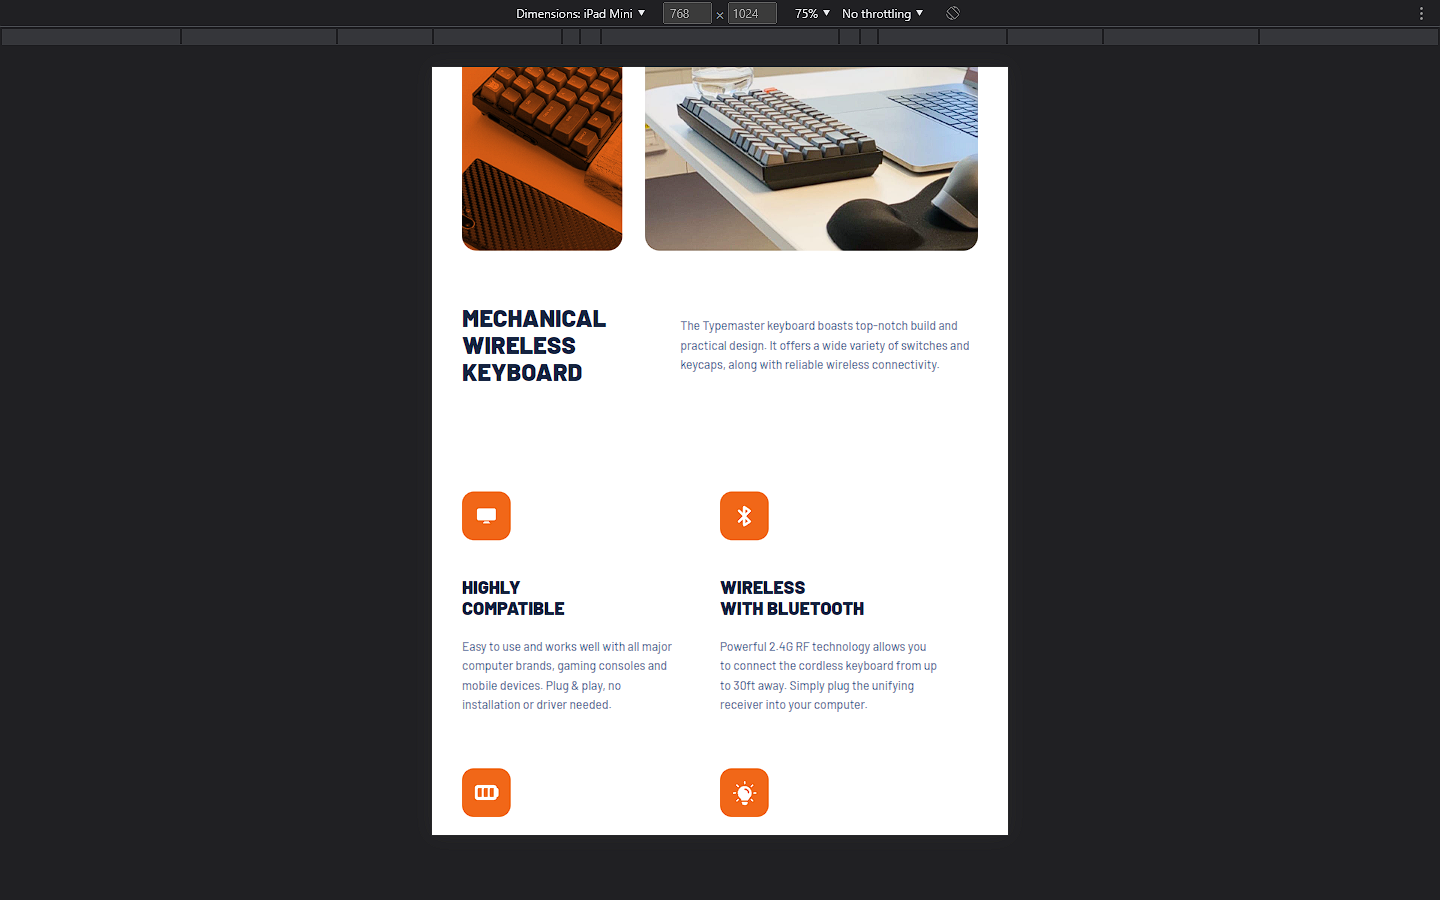 Dimensions: iPad Mini ▼ 768 × 1024 75% ▼ No throttling ▼
MECHANICAL
WIRELESS
KEYBOARD
The Typemaster keyboard boasts top-notch build and
practical design. It offers a wide variety of switches and
keycaps, along with reliable wireless connectivity.
HIGHLY
COMPATIBLE
Easy to use and works well with all major
computer brands, gaming consoles and
mobile devices. Plug & play, no
installation or driver needed.
WIRELESS
WITH BLUETOOTH
Powerful 2.4G RF technology allows you
to connect the cordless keyboard from up
to 30ft away. Simply plug the unifying
receiver into your computer.